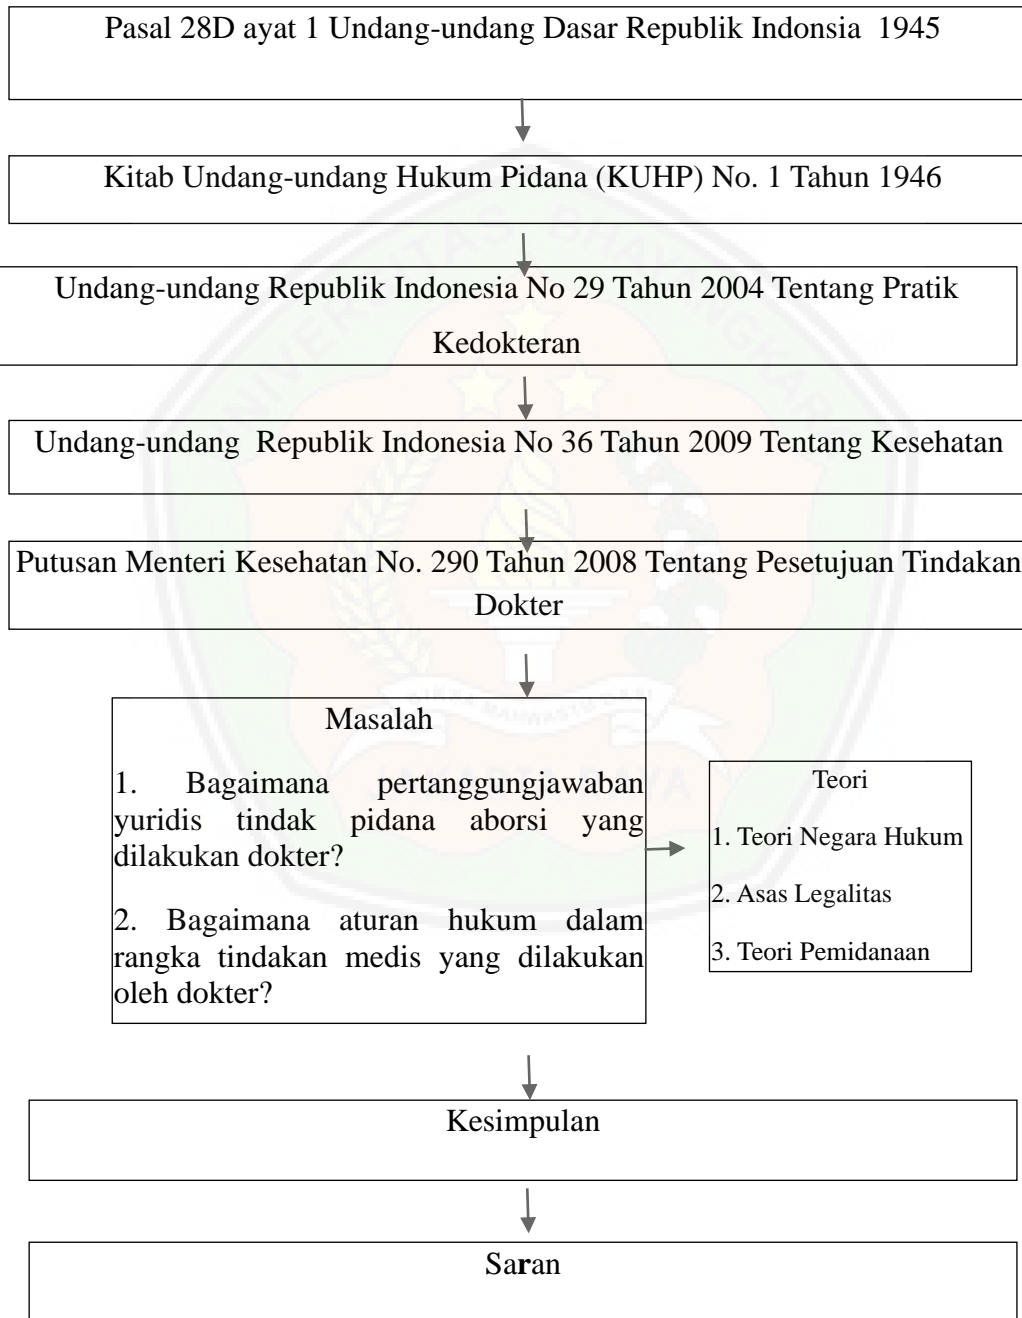 Pasal 28D ayat 1 Undang-undang Dasar Republik Indonsia 1945
Kitab Undang-undang Hukum Pidana (KUHP) No. 1 Tahun 1946
Undang-undang Republik Indonesia No 29 Tahun 2004 Tentang Pratik
Kedokteran
Undang-undang Republik Indonesia No 36 Tahun 2009 Tentang Kesehatan
Putusan Menteri Kesehatan No. 290 Tahun 2008 Tentang Pesetujuan Tindakan
Dokter
Masalah
1. Bagaimana pertanggungjawaban
yuridis tindak pidana aborsi yang
dilakukan dokter?
2. Bagaimana aturan hukum dalam
rangka tindakan medis yang dilakukan
oleh dokter?
Teori
1. Teori Negara Hukum
2. Asas Legalitas
3. Teori Pemidanaan
Kesimpulan
Saran
UNIVERSITAS BHAYANGKARA
JAKARTA RAYA